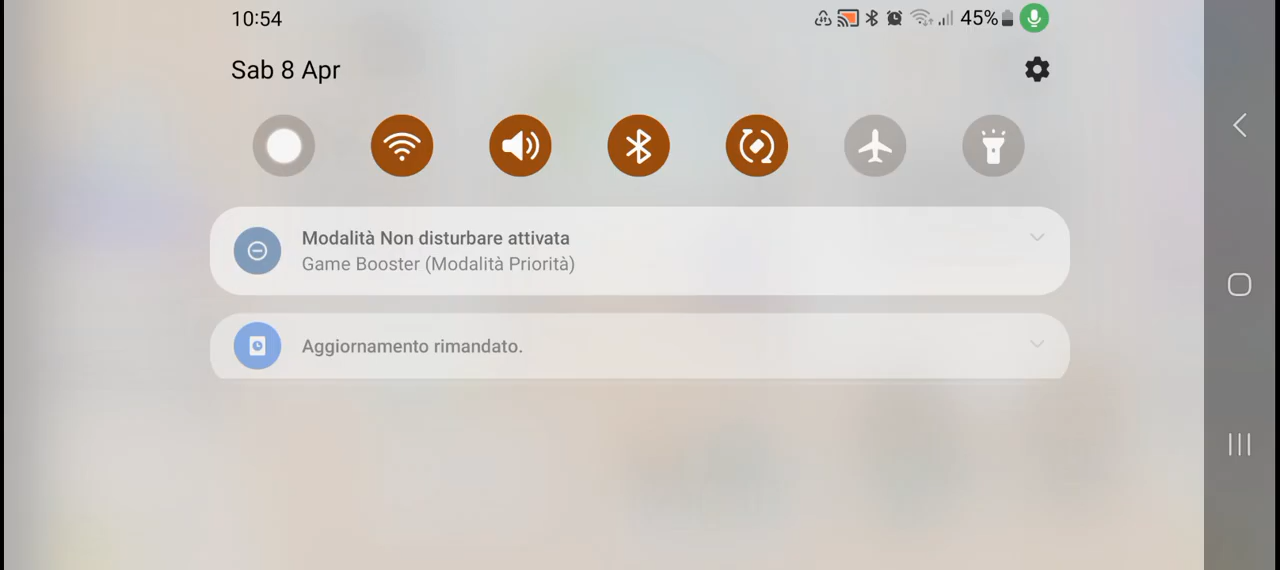 10:54
45%
Sab 8 Apr
Modalità Non disturbare attivata
Game Booster (Modalità Priorità)
Aggiornamento rimandato.